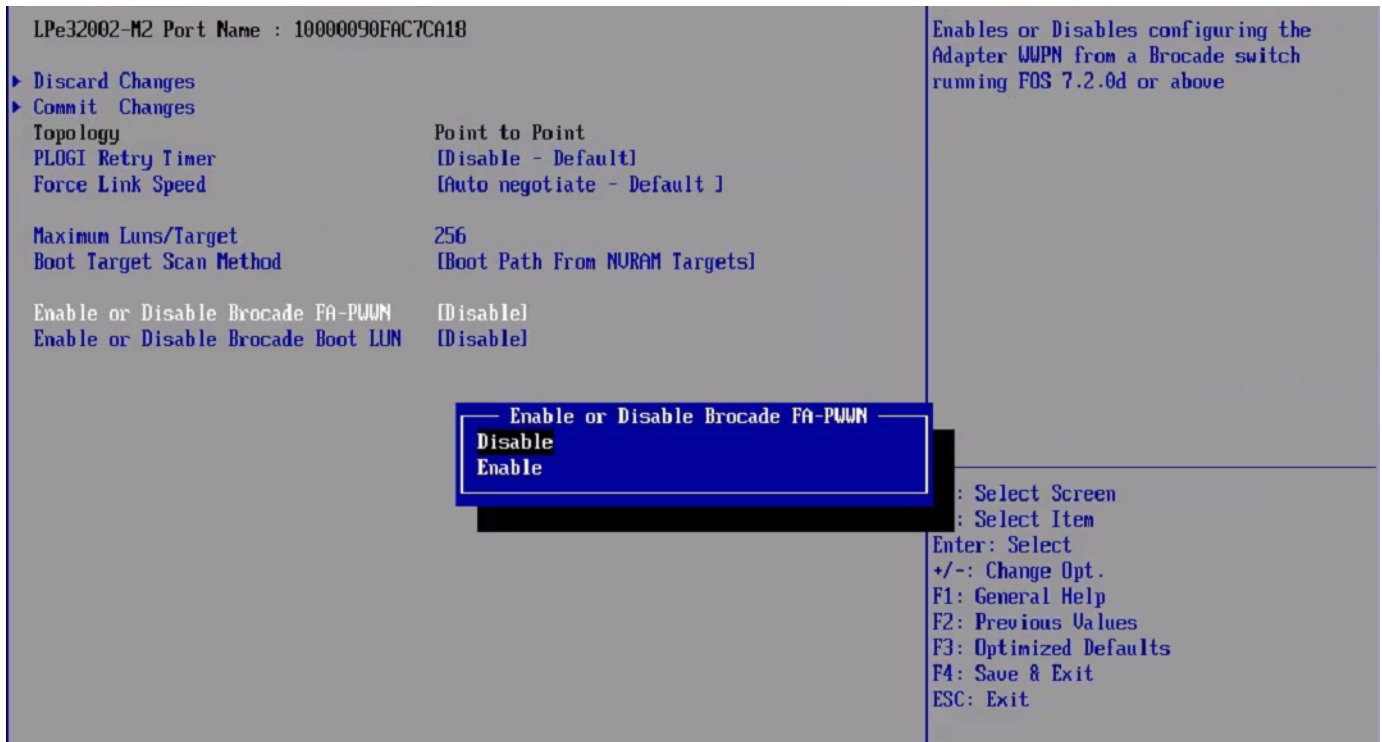 LPe32002-M2 Port Name : 10000090FAC7CA18
Discard Changes
Commit Changes
Topology Point to Point
PLOGI Retry Timer [Disable - Default]
Force Link Speed [Auto negotiate - Default ]
Maximum Luns/Target 256
Boot Target Scan Method [Boot Path From NVRAM Targets]
Enable or Disable Brocade FA-PWWN [Disable]
Enable or Disable Brocade Boot LUN [Disable]
Enable or Disable Brocade FA-PWWN
Disable
Enable
Enables or Disables configuring the
Adapter WWPN from a Brocade switch
running FOS 7.2.0d or above
: Select Screen
: Select Item
Enter: Select
+/-: Change Opt.
F1: General Help
F2: Previous Values
F3: Optimized Defaults
F4: Save & Exit
ESC: Exit